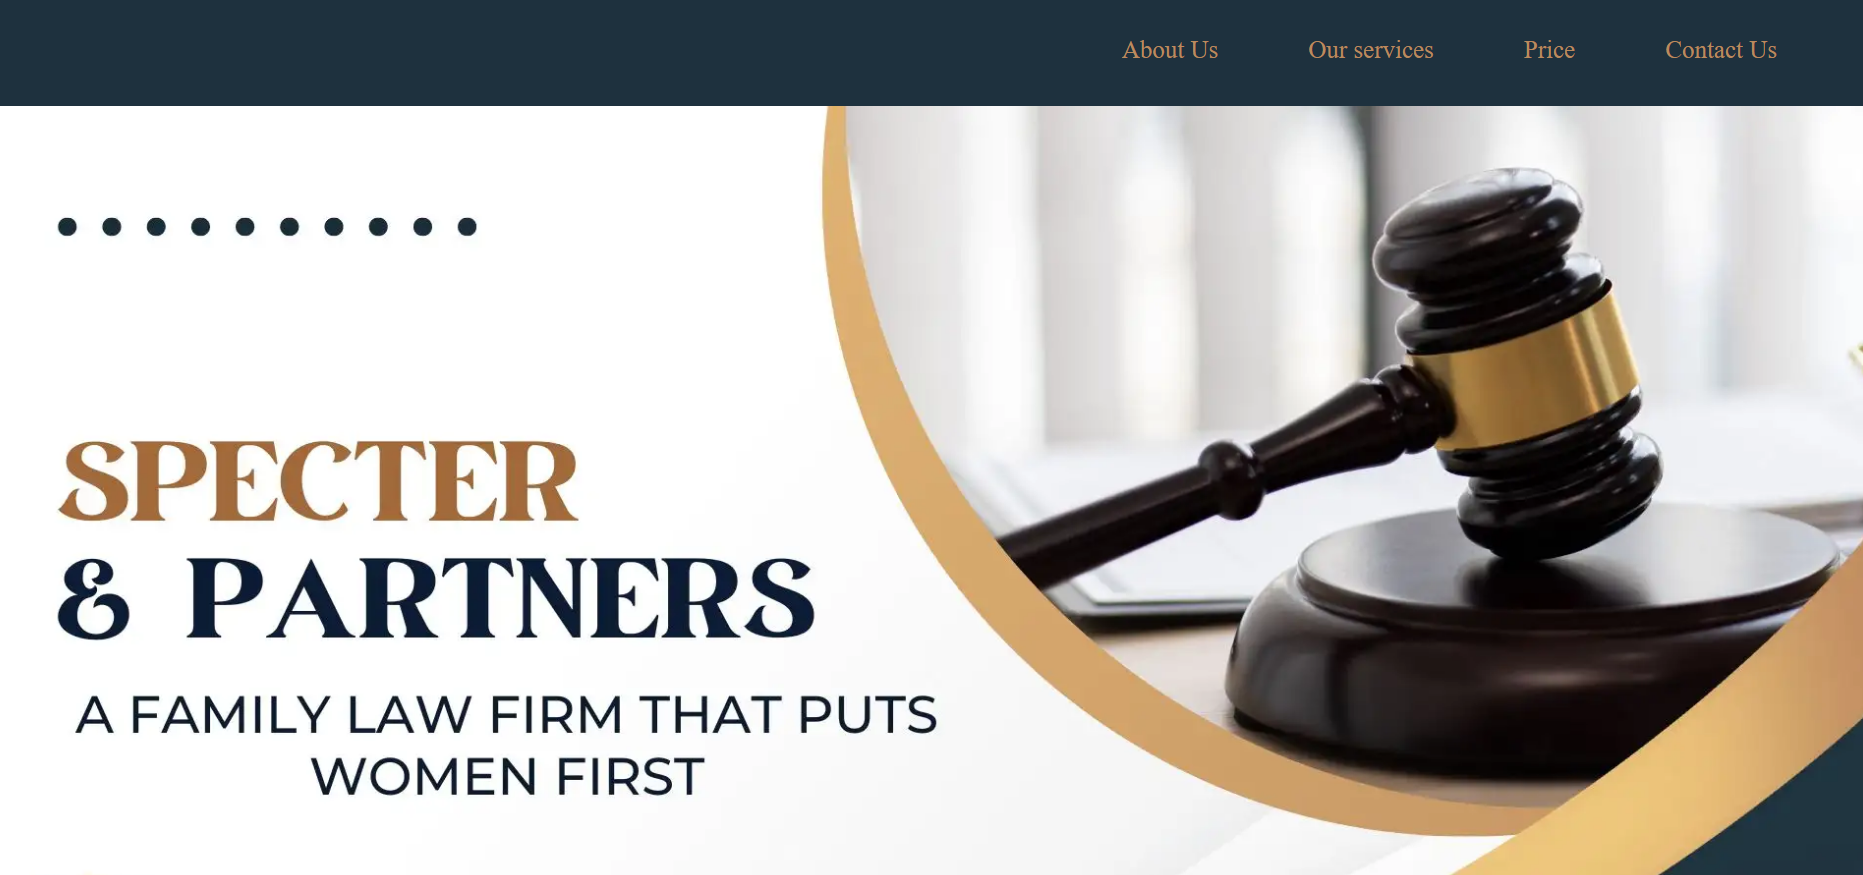 About Us Our services Price Contact Us
SPECTER
& PARTNERS
A FAMILY LAW FIRM THAT PUTS
WOMEN FIRST